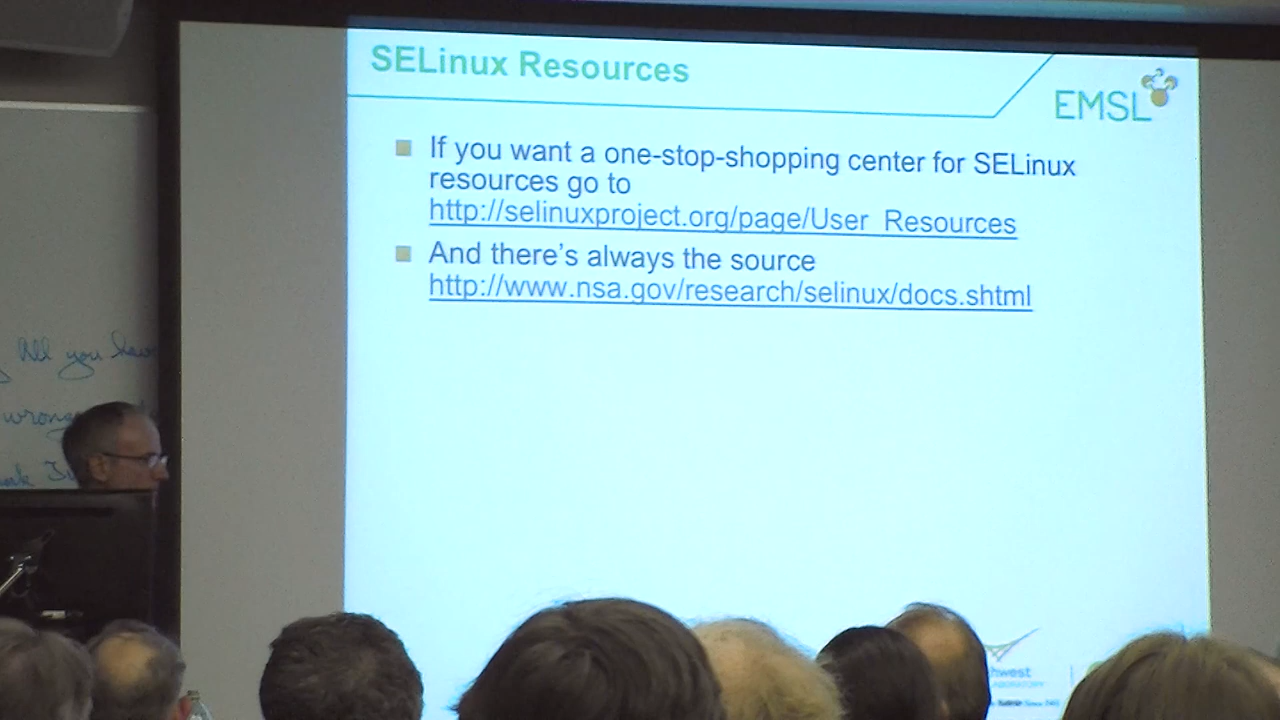 SELinux Resources
EMSL
If you want a one-stop-shopping center for SELinux
resources go to
http://selinuxproject.org/page/User_Resources
And there's always the source
http://www.nsa.gov/research/selinux/docs.shtml
All you have
wrong